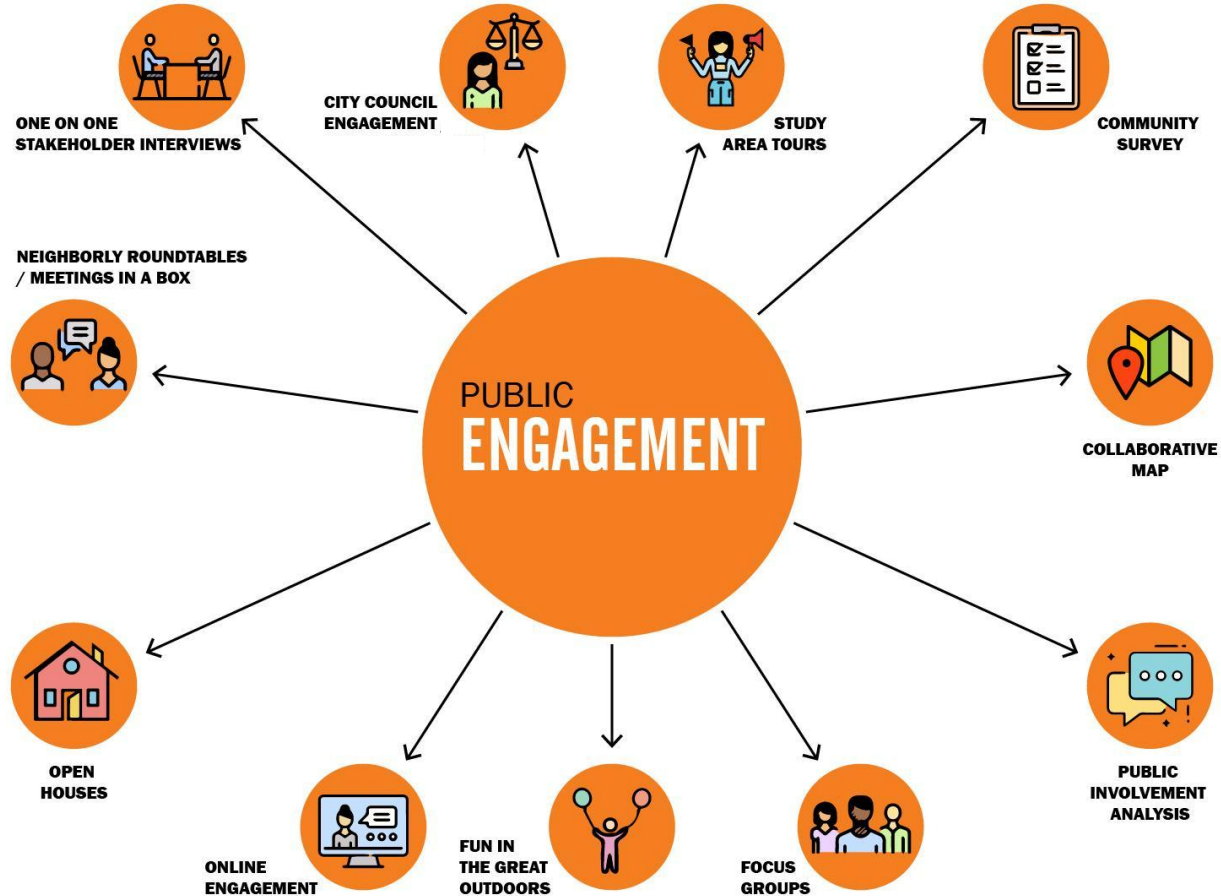 ONE ON ONE
STAKEHOLDER INTERVIEWS
CITY COUNCIL
ENGAGEMENT
STUDY
AREA TOURS
COMMUNITY
SURVEY
NEIGHBORLY ROUNDTABLES
/ MEETINGS IN A BOX
PUBLIC
ENGAGEMENT
COLLABORATIVE
MAP
OPEN
HOUSES
PUBLIC
INVOLVEMENT
ANALYSIS
ONLINE
ENGAGEMENT
FUN IN
THE GREAT
OUTDOORS
FOCUS
GROUPS